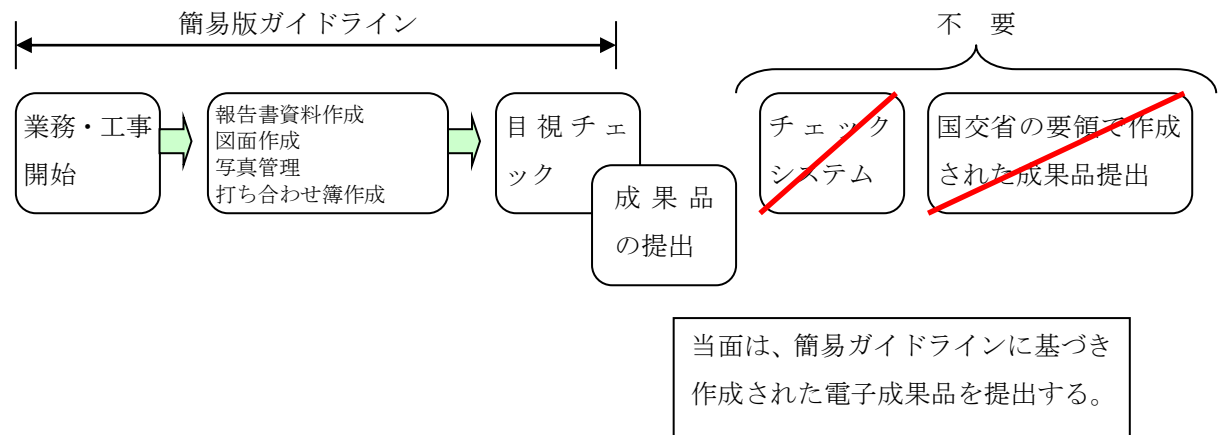 簡易版ガイドライン
不 要
業務・工事
開始
報告書資料作成
図面作成
写真管理
打ち合わせ簿作成
目視チェ
ック
成果品
の提出
チェック
システム
国交省の要領で作成
された成果品提出
当面は、簡易ガイドラインに基づき
作成された電子成果品を提出する。